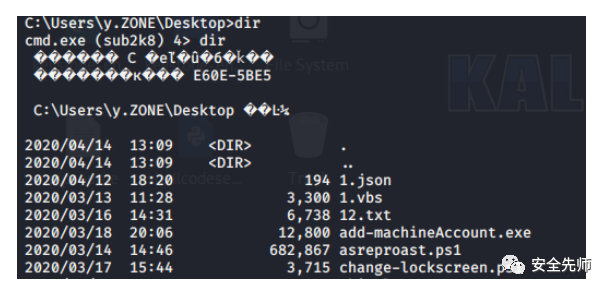 C:\Users\y.ZONE\Desktop>dir
cmd.exe (sub2k8) 4> dir
������ C �eľ�û�6�ǩ��
�������к��� E60E-5BE5
C:\Users\y.ZONE\Desktop ��Ŀ¼
2020/04/14 13:09 <DIR> .
2020/04/14 13:09 <DIR> ..
2020/04/12 18:20 194 1.json
2020/03/13 11:28 3,300 1.vbs
2020/03/16 14:31 6,738 12.txt
2020/03/18 20:06 12,800 add-machineAccount.exe
2020/03/14 14:46 682,867 asreproast.ps1
2020/03/17 15:44 3,715 change-lockscreen.p
安全先师
File System
KAL